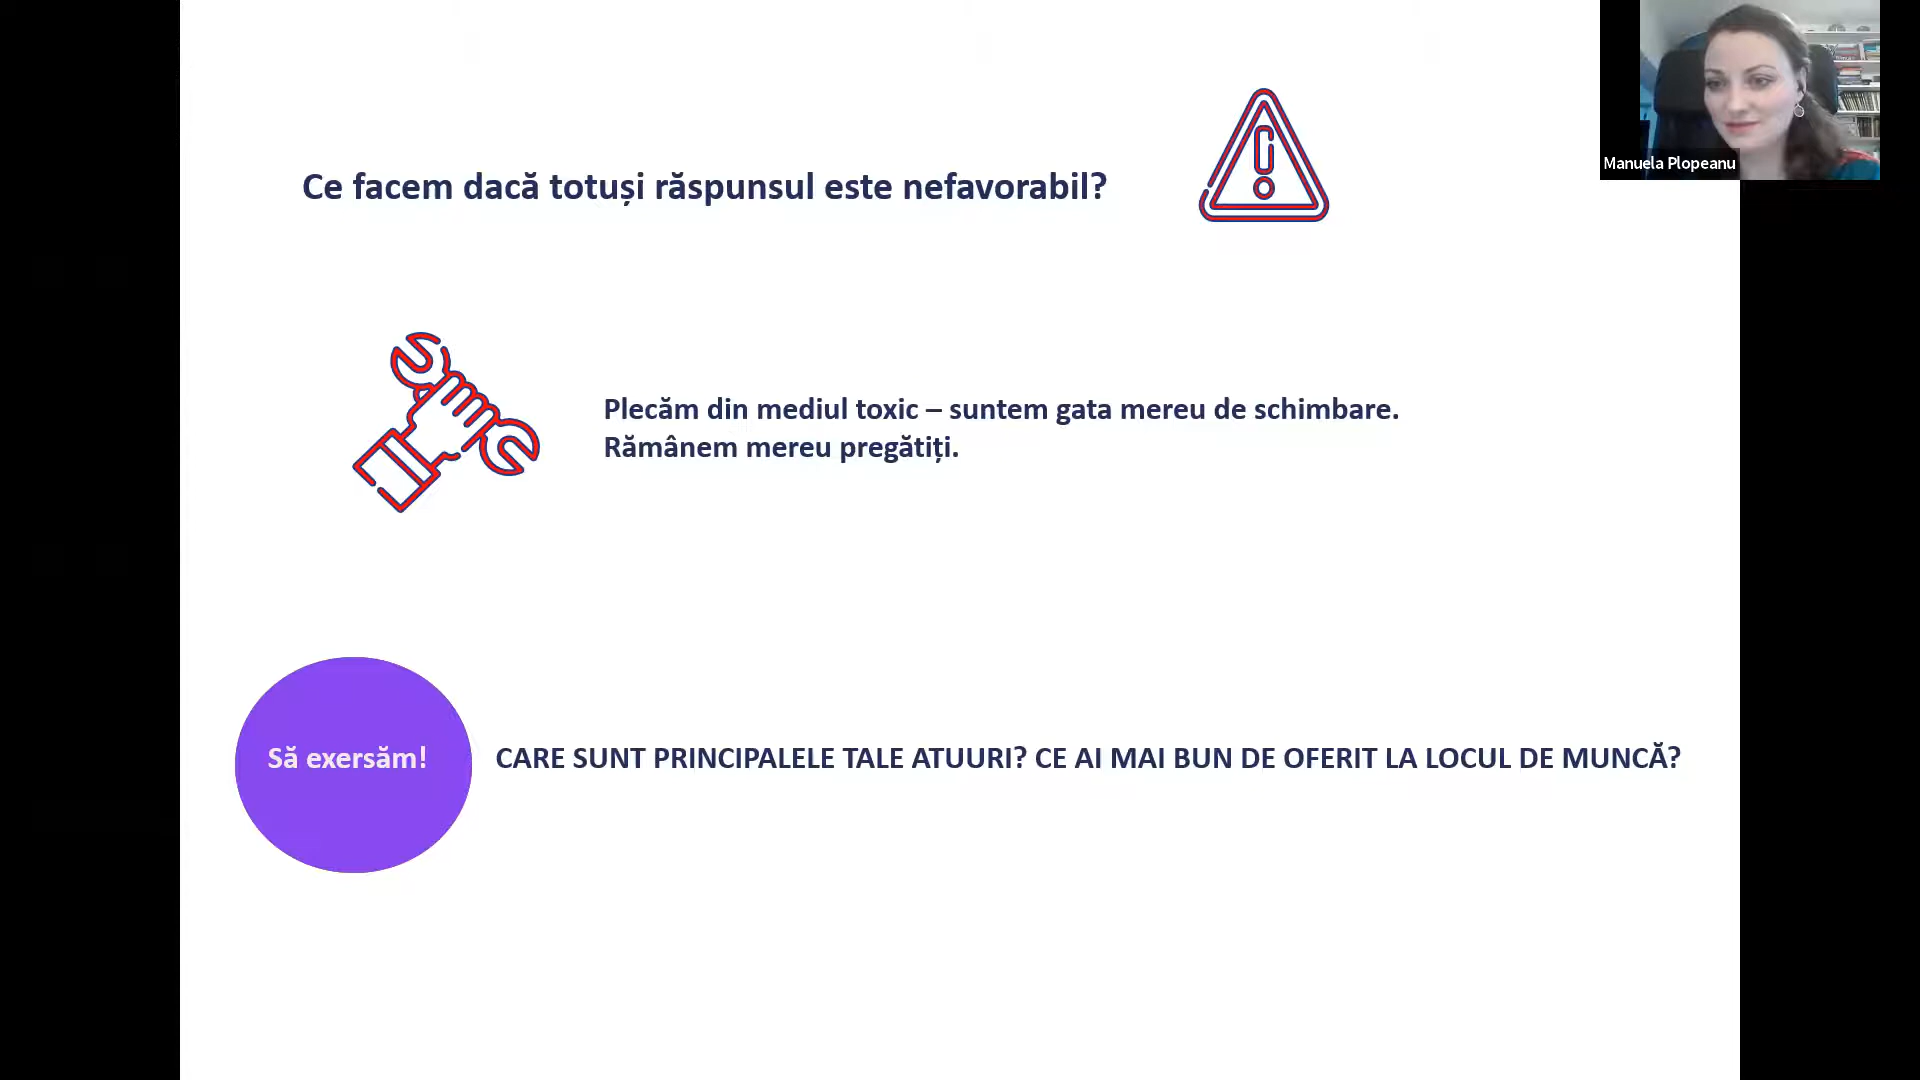 Manuela Plopeanu
Ce facem dacă totuși răspunsul este nefavorabil?
Plecăm din mediul toxic – suntem gata mereu de schimbare.
Rămânem mereu pregătiți.
Să exersăm!
CARE SUNT PRINCIPALELE TALE ATUURI? CE AI MAI BUN DE OFERIT LA LOCUL DE MUNCĂ?